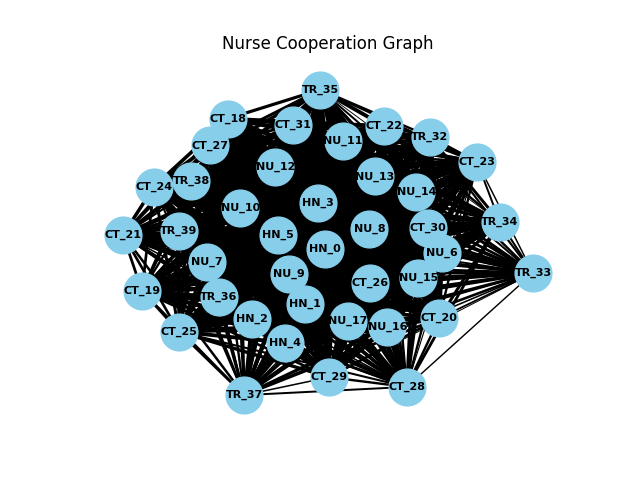 Nurse Cooperation Graph
TR_35
CT_18
CT_31
CT_22
TR_32
NU_11
CT_27
CT_23
NU_12
NU_13
TR_38
CT_24
NU_14
HN_3
NU_10
TR_34
CT_30
NU_8
TR_39
CT_21
HN_5
HN_0
NU_6
NU_7
TR_33
NU_9
NU_15
CT_26
CT_19
TR_36
HN_1
CT_20
HN_2
NU_17
NU_16
CT_25
HN_4
CT_29
CT_28
TR_37